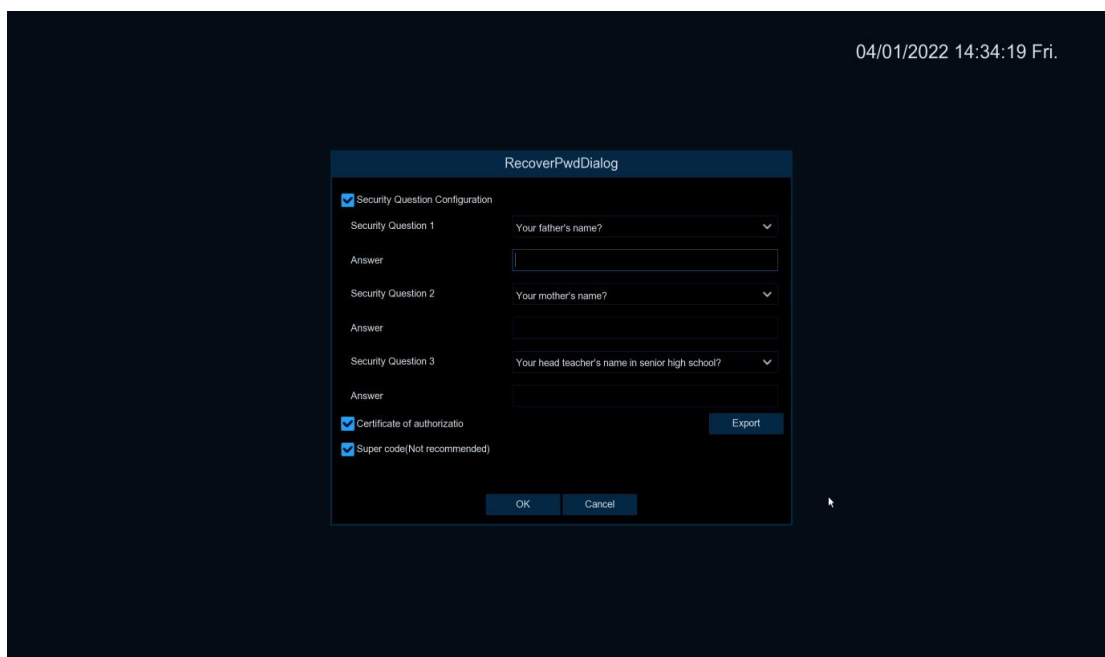 04/01/2022 14:34:19 Fri.
RecoverPwdDialog
Security Question Configuration
Security Question 1 Your father's name?
Answer
Security Question 2 Your mother's name?
Answer
Security Question 3 Your head teacher's name in senior high school?
Answer
Certificate of authorizatio Export
Super code(Not recommended)
OK Cancel